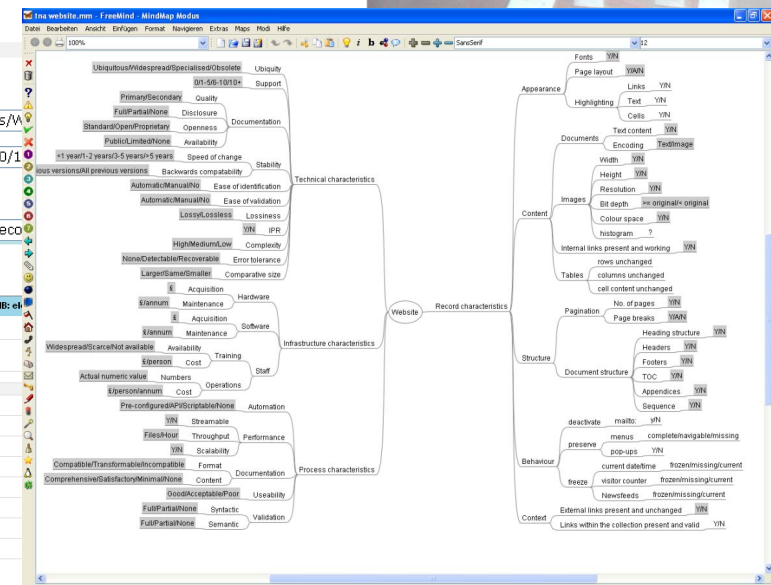 tna website.mm - FreeMind - MindMap Modus
Datei Bearbeiten Ansicht Einfügen Format Navigieren Extras Maps Modi Hilfe
100%
SansSerif
12
Website
Technical characteristics
Ubiquitous/Widespread/Specialised/Obsolete Ubiquity
0/1-5/6-10/10+ Support
Documentation
Primary/Secondary Quality
Full/Partial/None Disclosure
Standard/Open/Proprietary Openness
Public/Limited/None Availability
Stability
<1 year/1-2 years/3-5 years/>5 years Speed of change
ious versions/All previous versions Backwards compatability
Automatic/Manual/No Ease of identification
Automatic/Manual/No Ease of validation
Lossy/Lossless Lossiness
Y/N IPR
High/Medium/Low Complexity
None/Detectable/Recoverable Error tolerance
Larger/Same/Smaller Comparative size
Infrastructure characteristics
Hardware
£ Acquisition
£/annum Maintenance
Software
£ Aqcuisition
£/annum Maintenance
Staff
Training
Widespread/Scarce/Not available Availability
£/person Cost
Operations
Actual numeric value Numbers
£/person/annum Cost
Process characteristics
Pre-configured/API/Scriptable/None Automation
Performance
Y/N Streamable
Files/Hour Throughput
Y/N Scalability
Documentation
Compatible/Transformable/Incompatible Format
Comprehensive/Satisfactory/Minimal/None Content
Good/Acceptable/Poor Useability
Validation
Full/Partial/None Syntactic
Full/Partial/None Semantic
Record characteristics
Appearance
Fonts Y/N
Page layout Y/A/N
Highlighting
Links Y/N
Text Y/N
Cells Y/N
Content
Documents
Text content Y/N
Encoding Text/Image
Images
Width Y/N
Height Y/N
Resolution Y/N
Bit depth >= original/< original
Colour space Y/N
histogram ?
Internal links present and working Y/N
Tables
rows unchanged
columns unchanged
cell content unchanged
Structure
Pagination
No. of pages Y/N
Page breaks Y/A/N
Document structure
Heading structure Y/N
Headers Y/N
Footers Y/N
TOC Y/N
Appendices Y/N
Sequence Y/N
Behaviour
deactivate mailto: y/N
preserve
menus complete/navigable/missing
pop-ups Y/N
freeze
current date/time frozen/missing/current
visitor counter frozen/missing/current
Newsfeeds frozen/missing/current
Context
External links present and unchanged Y/N
Links within the collection present and valid Y/N